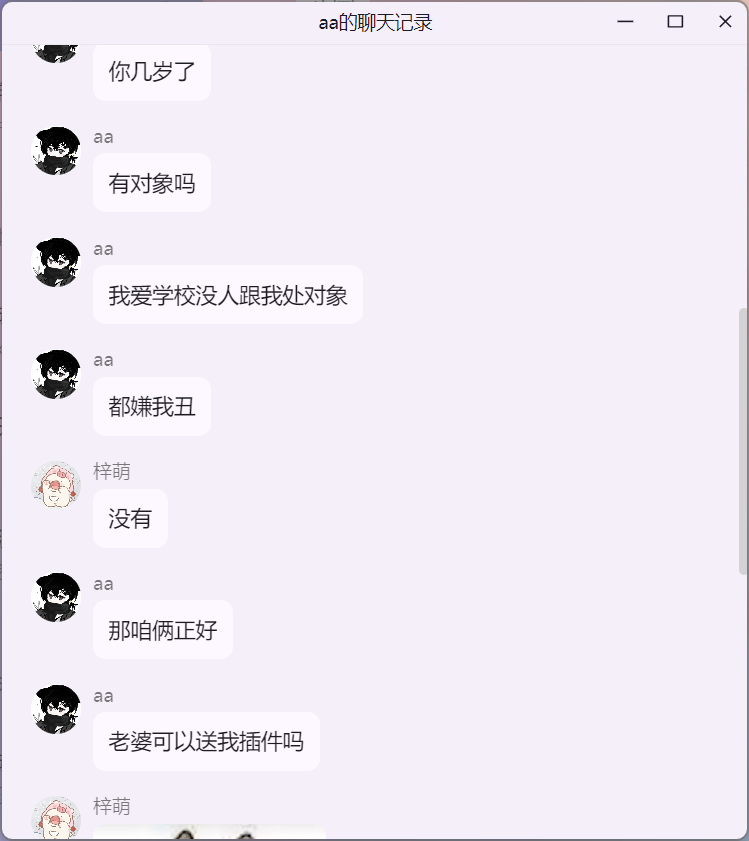 aa的聊天记录
你几岁了
aa
有对象吗
aa
我爱学校没人跟我处对象
aa
都嫌我丑
梓萌
没有
aa
那咱俩正好
aa
老婆可以送我插件吗
梓萌